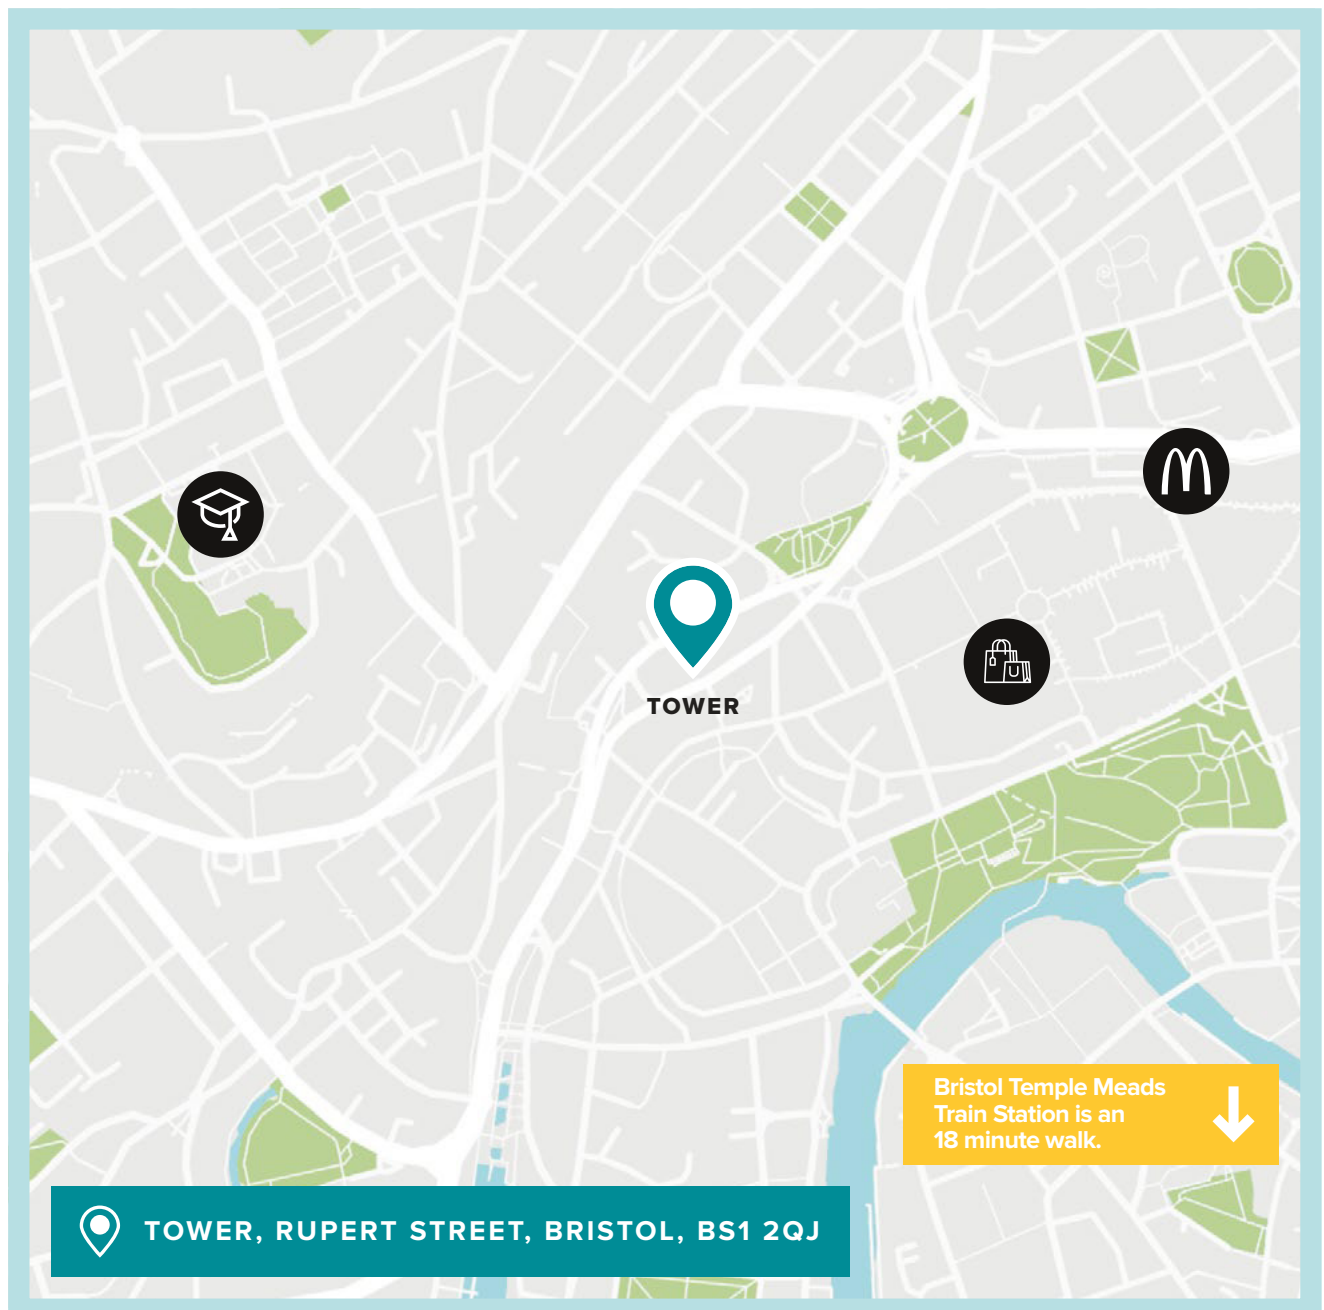 TOWER
Bristol Temple Meads
Train Station is an
18 minute walk.
TOWER, RUPERT STREET, BRISTOL, BS1 2QJ